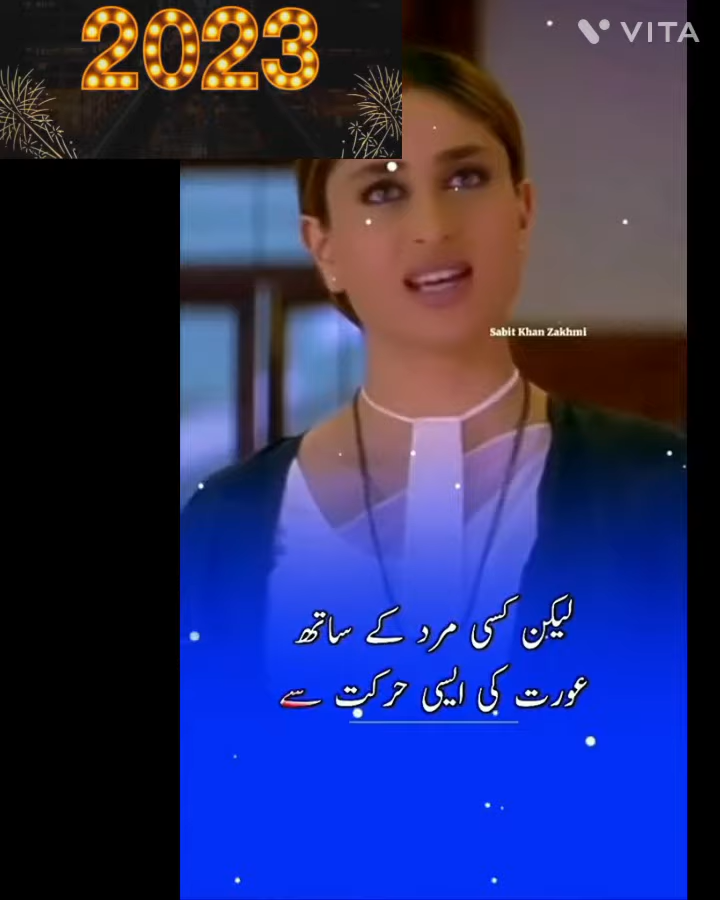 2023
VITA
Sabit Khan Zakhmi
لیکن کسی مرد کے ساتھ
عورت کی ایسی حرکت سے